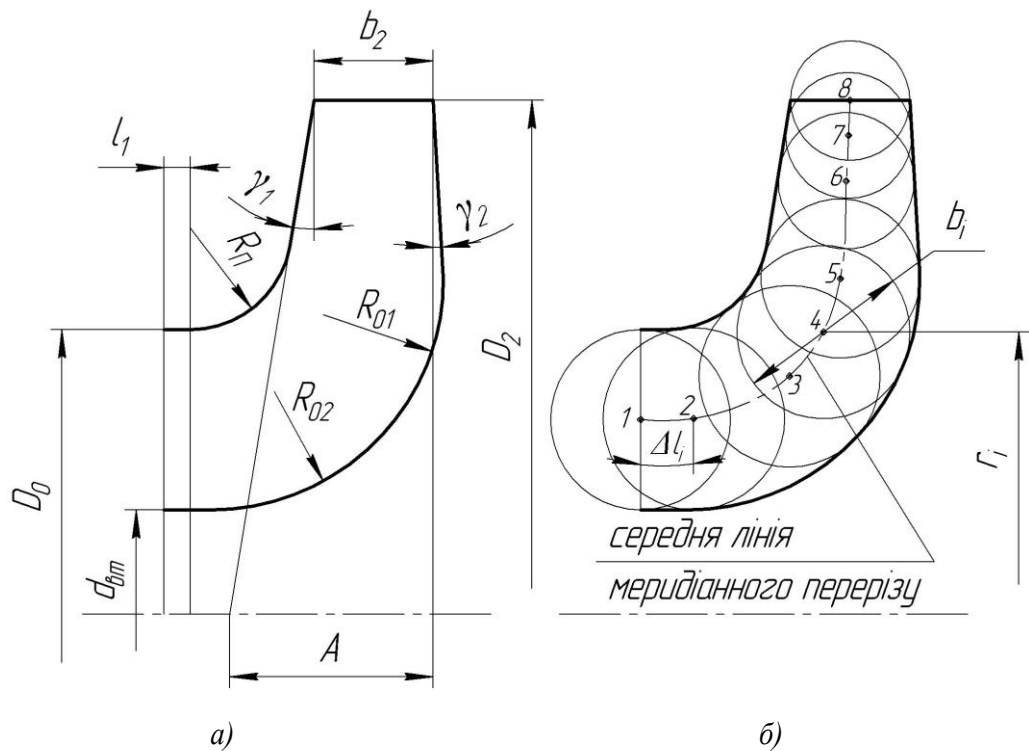 b₂
l₁
γ₁
γ₂
Rп
R₀₁
R₀₂
D₂
D₀
dвт
A
а)
8
7
6
bᵢ
5
4
3
1
2
Δlᵢ
rᵢ
середня лінія
меридіанного перерізу
б)